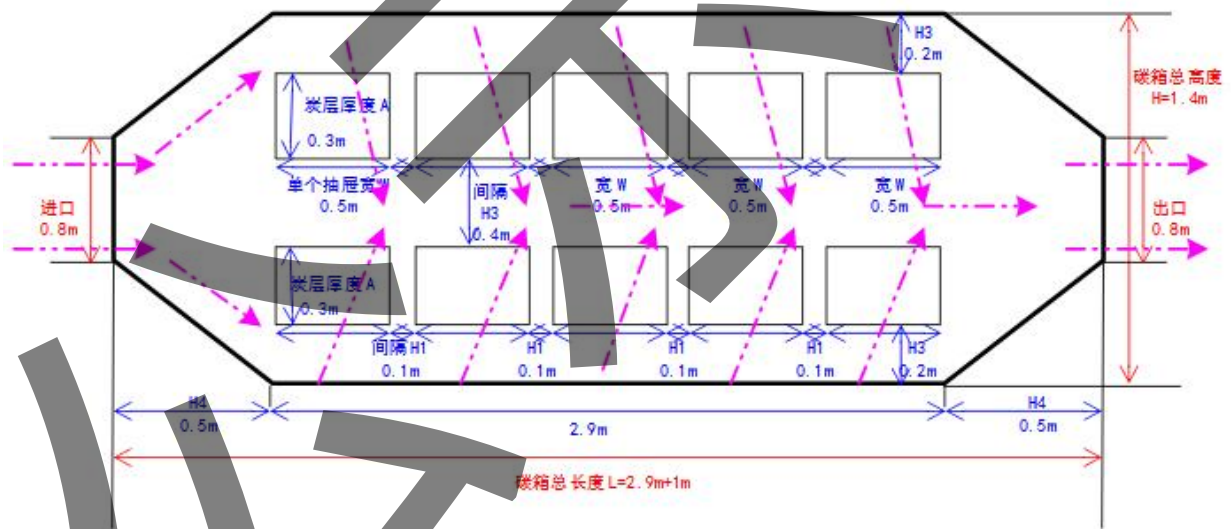 H3
0.2m
碳箱总高度
H=1.4m
炭层厚度A
0.3m
单个抽屉宽W
0.5m
间隔
H3
0.4m
宽W
0.5m
宽W
0.5m
宽W
0.5m
进口
0.8m
出口
0.8m
炭层厚度A
0.3m
间隔H1
0.1m
H1
0.1m
H1
0.1m
H1
0.1m
H3
0.2m
H4
0.5m
2.9m
H4
0.5m
碳箱总长度L=2.9m+1m